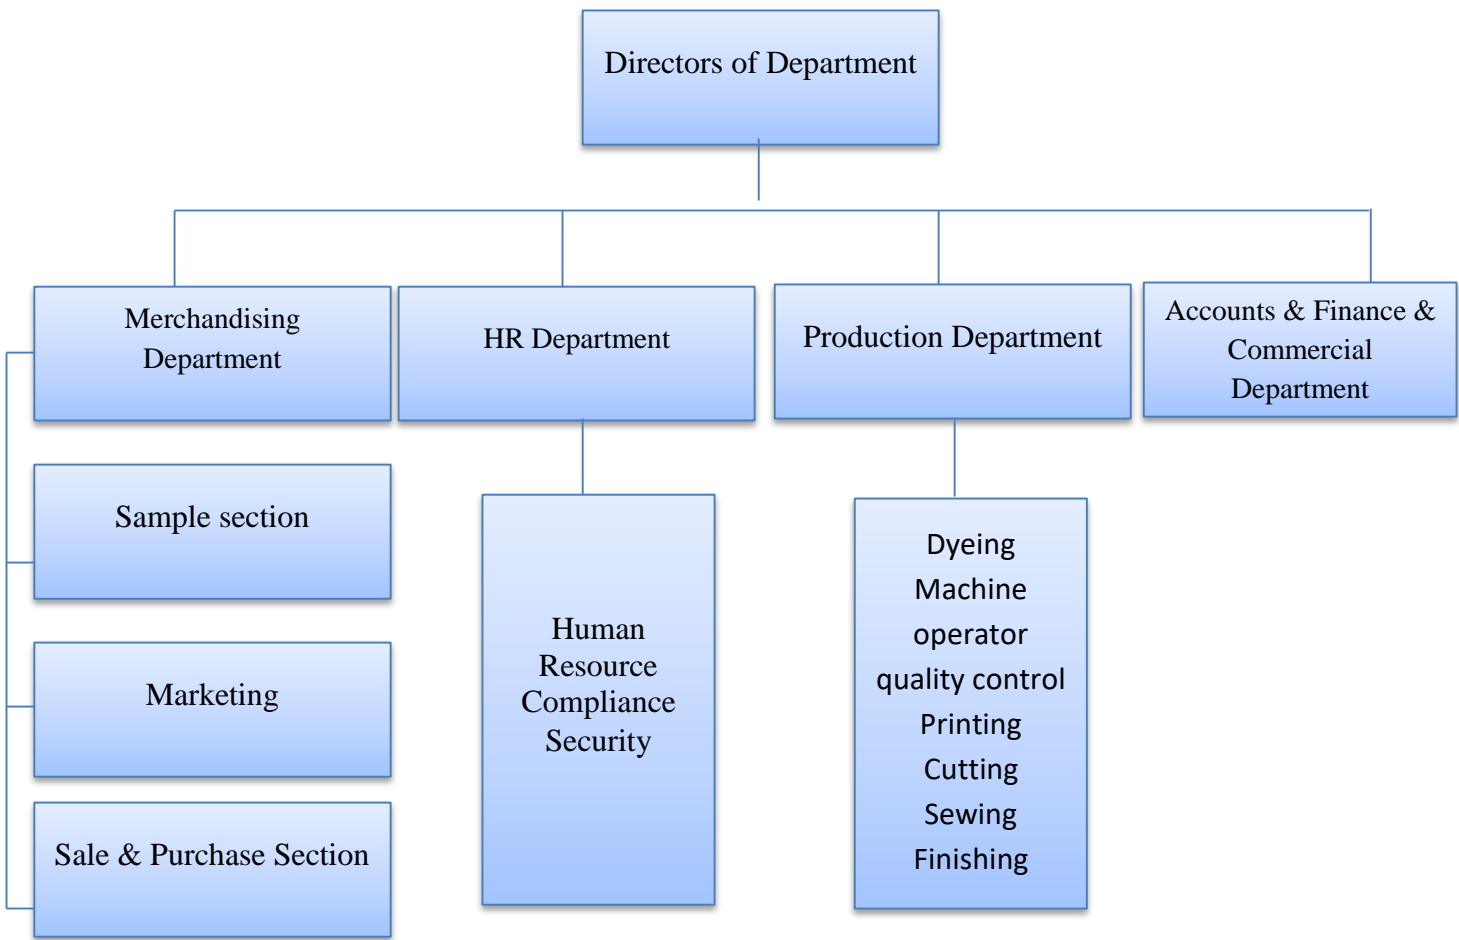 Directors of Department
Merchandising
Department
HR Department
Production Department
Accounts & Finance &
Commercial
Department
Sample section
Marketing
Sale & Purchase Section
Human
Resource
Compliance
Security
Dyeing
Machine
operator
quality control
Printing
Cutting
Sewing
Finishing